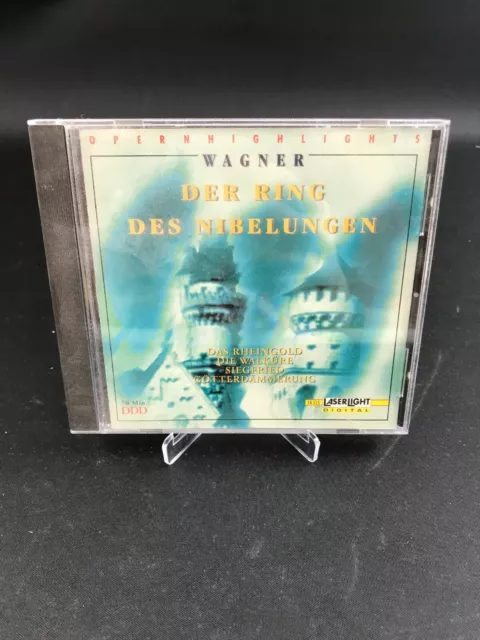 OPERNHIGHLIGHTS
WAGNER
DER RING
DES NIBELUNGEN
DAS RHEINGOLD
DIE WALKÜRE
SIEGFRIED
GÖTTERDÄMMERUNG
DDD
LASERLIGHT
DIGITAL